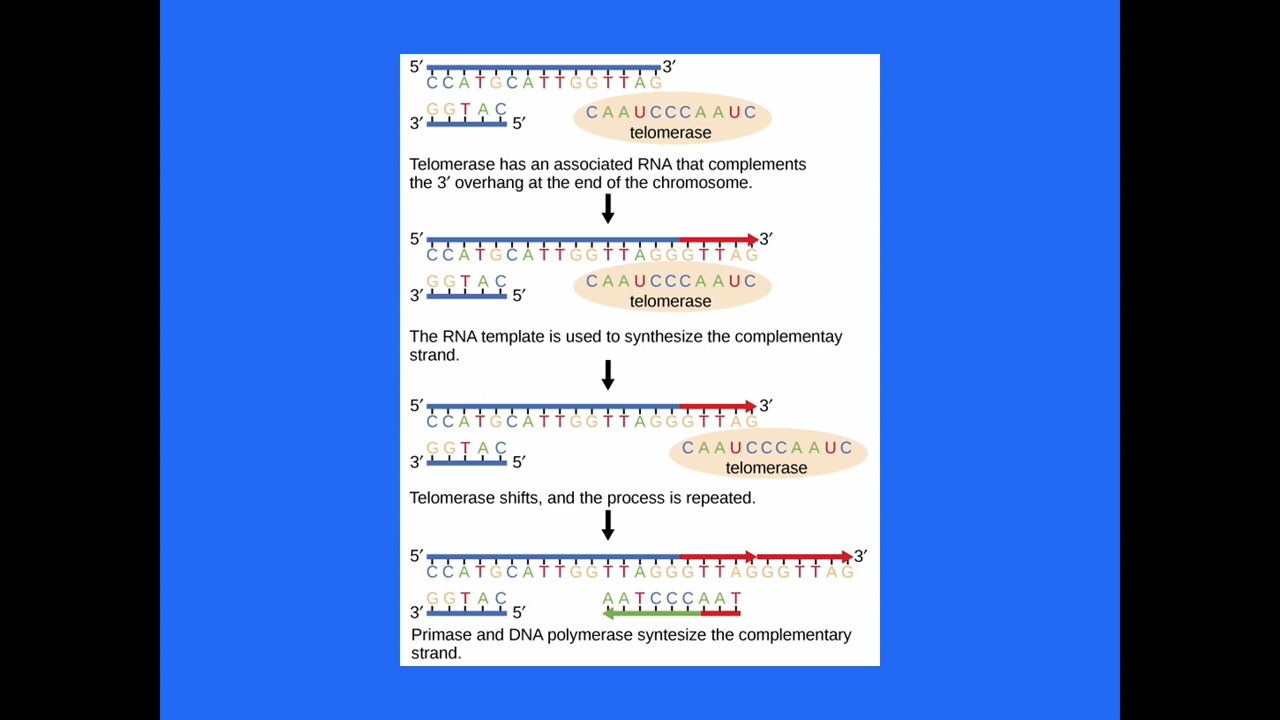 5′ 3′
CCATGCATTGGTTAG
GGTAC CAAUCCCAAUC
3′ 5′ telomerase
Telomerase has an associated RNA that complements
the 3′ overhang at the end of the chromosome.
5′ 3′
CCATGCATTGGTTAGGGTTAG
GGTAC CAAUCCCAAUC
3′ 5′ telomerase
The RNA template is used to synthesize the complementay
strand.
5′ 3′
CCATGCATTGGTTAGGGTTAG
GGTAC CAAUCCCAAUC
3′ 5′ telomerase
Telomerase shifts, and the process is repeated.
5′ 3′
CCATGCATTGGTTAGGGTTAGGGTTAG
GGTAC AATCCCAAT
3′ 5′
Primase and DNA polymerase syntesize the complementary
strand.